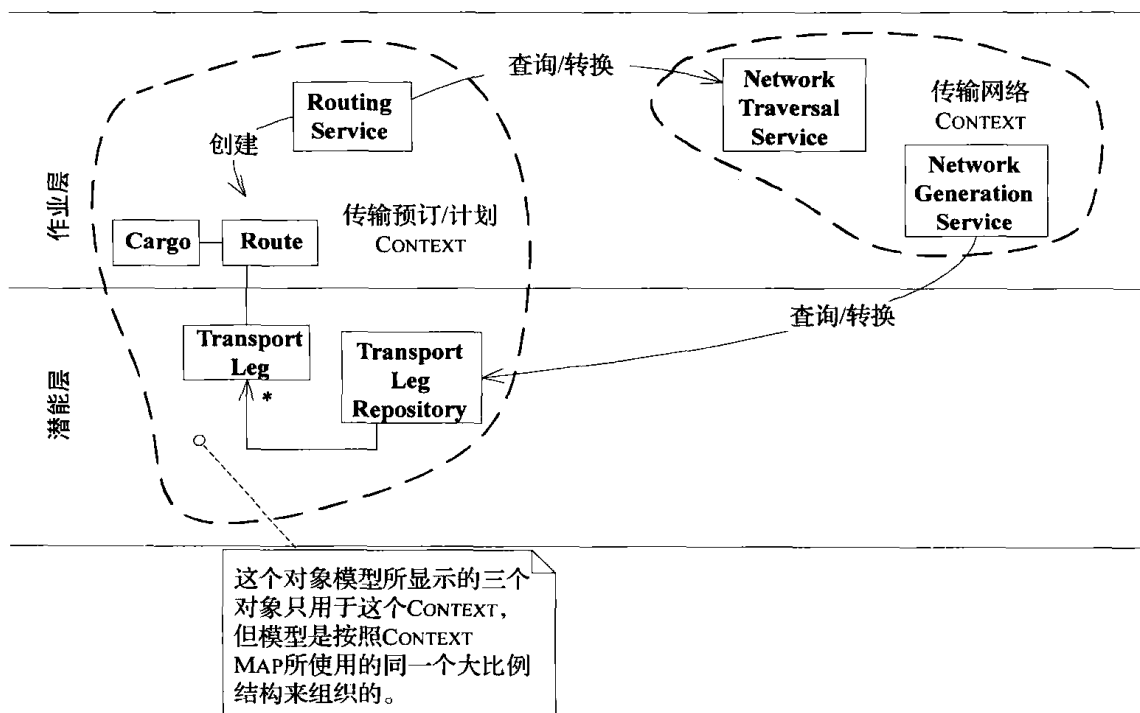 查询/转换
Routing
Service
Network
Traversal
Service
传输网络
CONTEXT
创建
Network
Generation
Service
作业层
传输预订/计划
CONTEXT
Cargo
Route
查询/转换
Transport
Leg
*
Transport
Leg
Repository
潜能层
这个对象模型所显示的三个
对象只用于这个CONTEXT，
但模型是按照CONTEXT
MAP所使用的同一个大比例
结构来组织的。